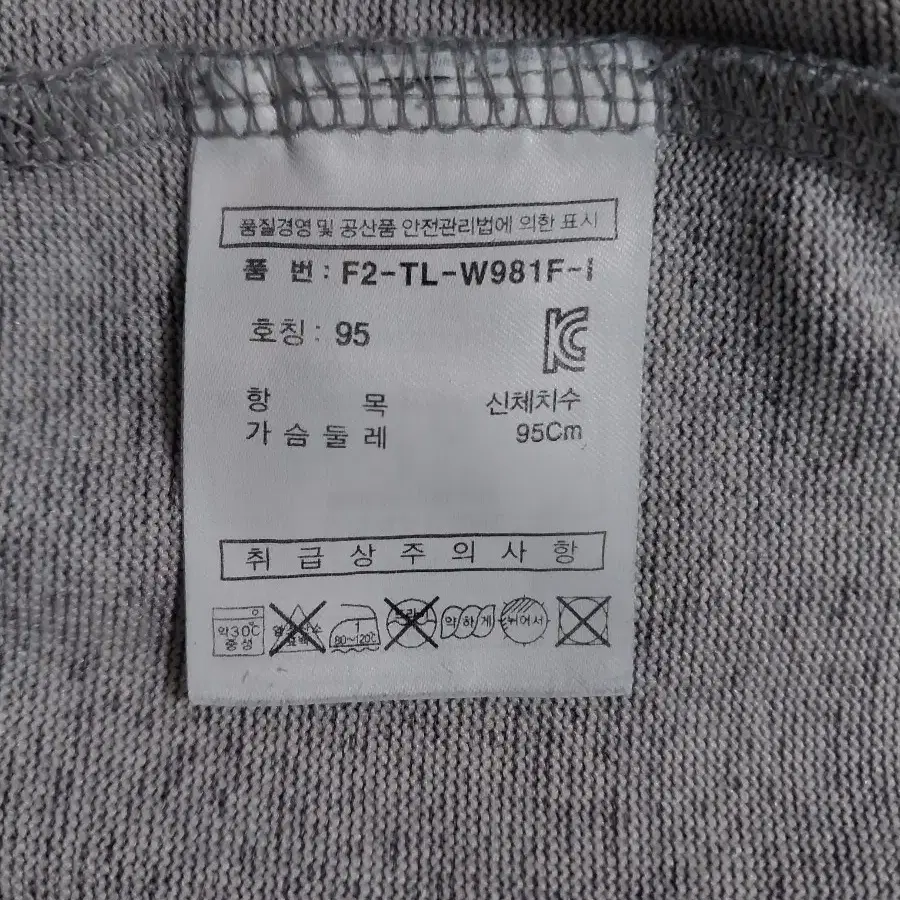 품질경영 및 공산품 안전관리법에 의한 표시
품 번 : F2-TL-W981F-I
호칭 : 95
KC
항 목 신체치수
가슴둘레 95Cm
취급상주의사항
약30℃ 중성
80~120℃
약하게
뉘어서